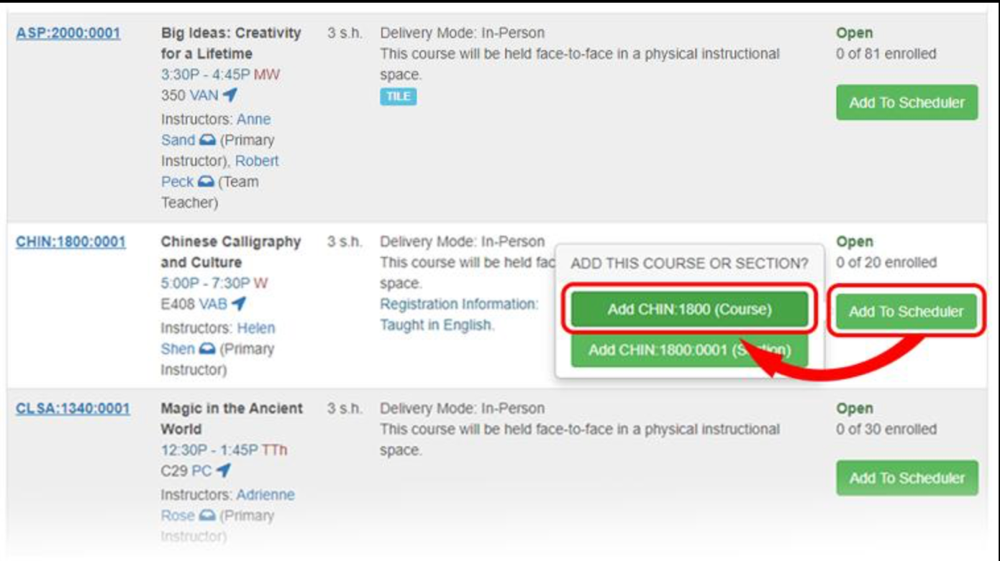 ASP:2000:0001
Big Ideas: Creativity
for a Lifetime
3:30P - 4:45P MW
350 VAN
Instructors: Anne
Sand (Primary
Instructor), Robert
Peck (Team
Teacher)
3 s.h.
Delivery Mode: In-Person
This course will be held face-to-face in a physical instructional
space.
TILE
Open
0 of 81 enrolled
Add To Scheduler
CHIN:1800:0001
Chinese Calligraphy
and Culture
5:00P - 7:30P W
E408 VAB
Instructors: Helen
Shen (Primary
Instructor)
3 s.h.
Delivery Mode: In-Person
This course will be held fac
space.
Registration Information:
Taught in English.
ADD THIS COURSE OR SECTION?
Add CHIN:1800 (Course)
Add CHIN:1800:0001 (Section)
Open
0 of 20 enrolled
Add To Scheduler
CLSA:1340:0001
Magic in the Ancient
World
12:30P - 1:45P TTh
C29 PC
Instructors: Adrienne
Rose (Primary
Instructor)
3 s.h.
Delivery Mode: In-Person
This course will be held face-to-face in a physical instructional
space.
Open
0 of 30 enrolled
Add To Scheduler